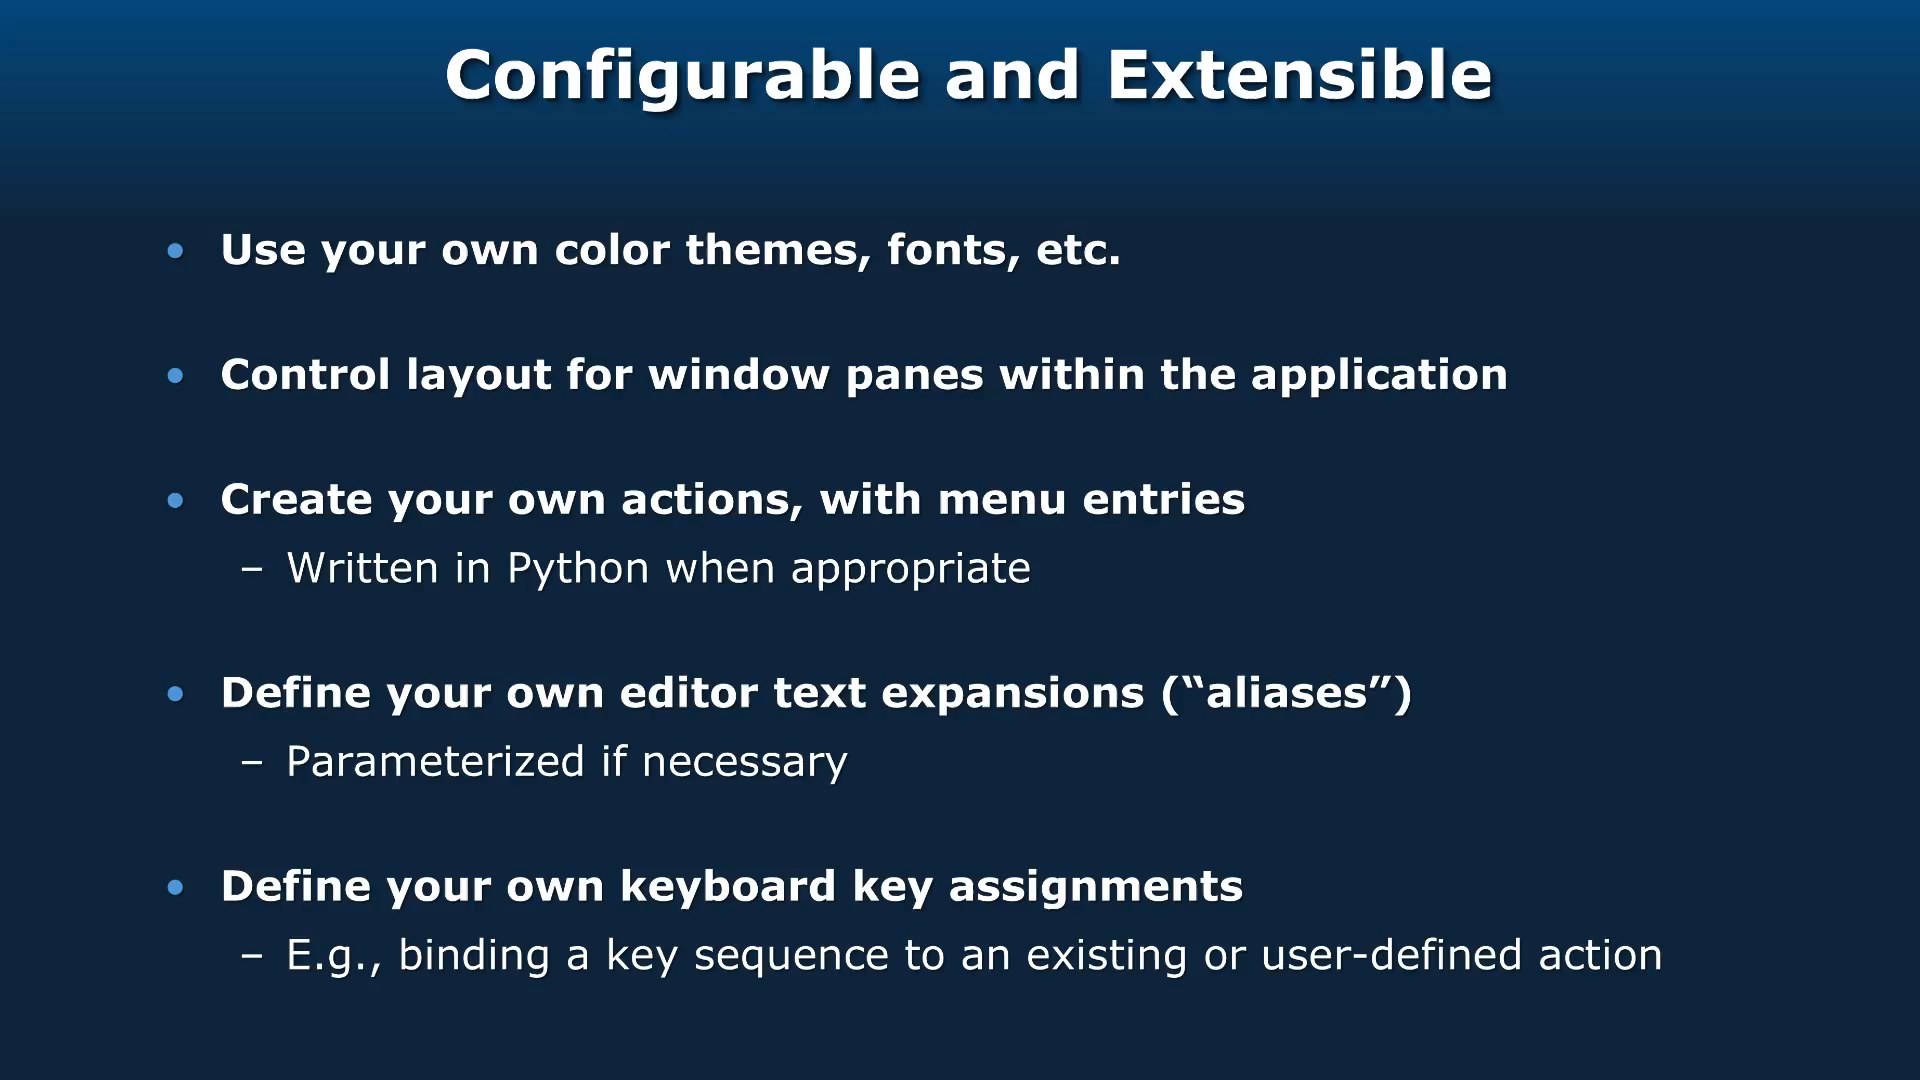 Configurable and Extensible
• Use your own color themes, fonts, etc.
• Control layout for window panes within the application
• Create your own actions, with menu entries
– Written in Python when appropriate
• Define your own editor text expansions (“aliases”)
– Parameterized if necessary
• Define your own keyboard key assignments
– E.g., binding a key sequence to an existing or user-defined action